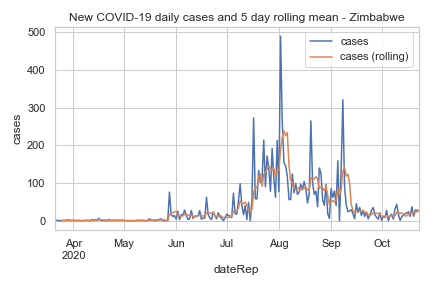 New COVID-19 daily cases and 5 day rolling mean - Zimbabwe
500
400
300
200
100
0
cases
cases
cases (rolling)
Apr
2020
May
Jun
Jul
Aug
Sep
Oct
dateRep